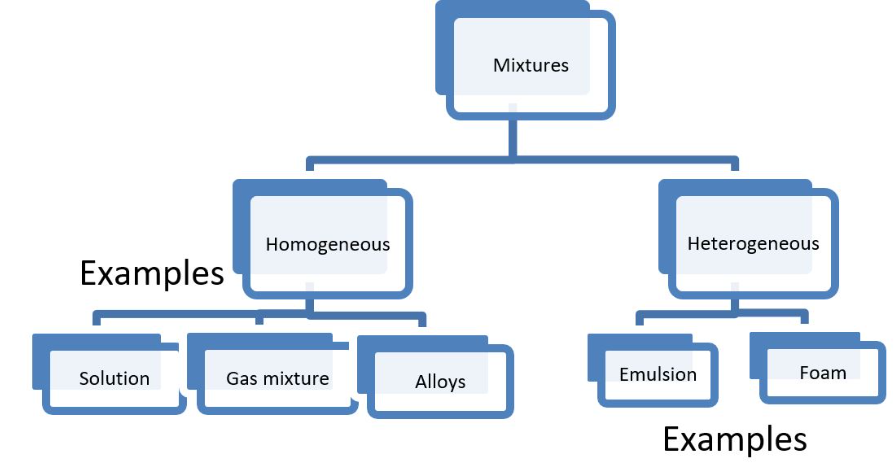 Mixtures
Homogeneous
Heterogeneous
Examples
Solution
Gas mixture
Alloys
Emulsion
Foam
Examples